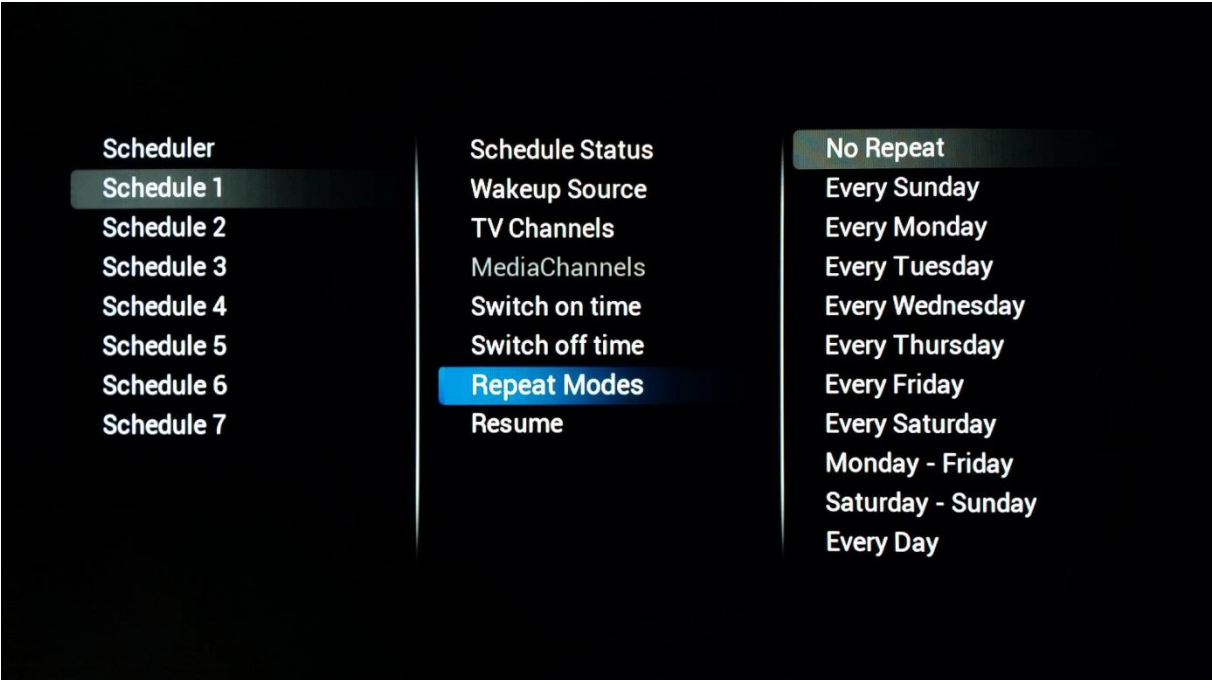 Scheduler
Schedule 1
Schedule 2
Schedule 3
Schedule 4
Schedule 5
Schedule 6
Schedule 7
Schedule Status
Wakeup Source
TV Channels
MediaChannels
Switch on time
Switch off time
Repeat Modes
Resume
No Repeat
Every Sunday
Every Monday
Every Tuesday
Every Wednesday
Every Thursday
Every Friday
Every Saturday
Monday - Friday
Saturday - Sunday
Every Day